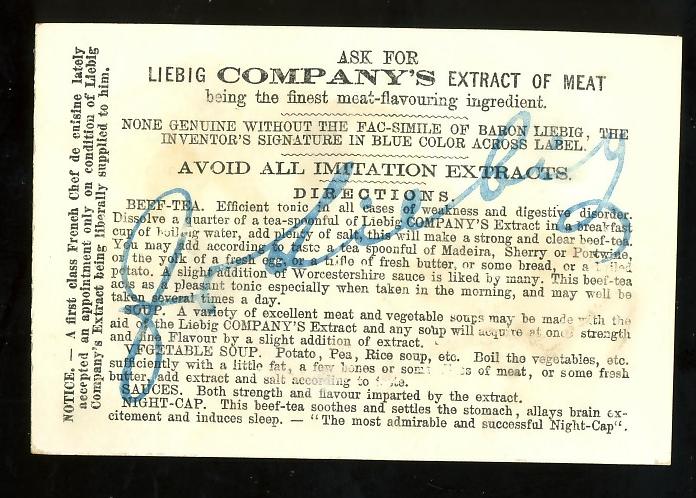 ASK FOR
LIEBIG COMPANY'S EXTRACT OF MEAT
being the finest meat-flavouring ingredient.
NONE GENUINE WITHOUT THE FAC-SIMILE OF BARON LIEBIG, THE
INVENTOR'S SIGNATURE IN BLUE COLOR ACROSS LABEL.
AVOID ALL IMITATION EXTRACTS.
DIRECTIONS.
BEEF-TEA. Efficient tonic in all cases of weakness and digestive disorder.
Dissolve a quarter of a tea-spoonful of Liebig COMPANY'S Extract in a breakfast
cup of boiling water, add plenty of salt, this will make a strong and clear beef-tea.
You may add according to taste a tea spoonful of Madeira, Sherry or Portwine,
or the yolk of a fresh egg, or a trifle of fresh butter, or some bread, or a
potato. A slight addition of Worcestershire sauce is liked by many. This beef-tea
acts as a pleasant tonic especially when taken in the morning, and may well be
taken several times a day.
SOUP. A variety of excellent meat and vegetable soups may be made with the
aid of the Liebig COMPANY'S Extract and any soup will acquire at once strength
and fine Flavour by a slight addition of extract.
VEGETABLE SOUP. Potato, Pea, Rice soup, etc. Boil the vegetables, etc.
sufficiently with a little fat, a few bones or some of meat, or some fresh
butter, add extract and salt according to taste.
SAUCES. Both strength and flavour imparted by the extract.
NIGHT-CAP. This beef-tea soothes and settles the stomach, allays brain ex-
citement and induces sleep. — "The most admirable and successful Night-Cap".
NOTICE. — A first class French Chef de cuisine lately
accepted an appointment only on condition of Liebig
Company's Extract being liberally supplied to him.